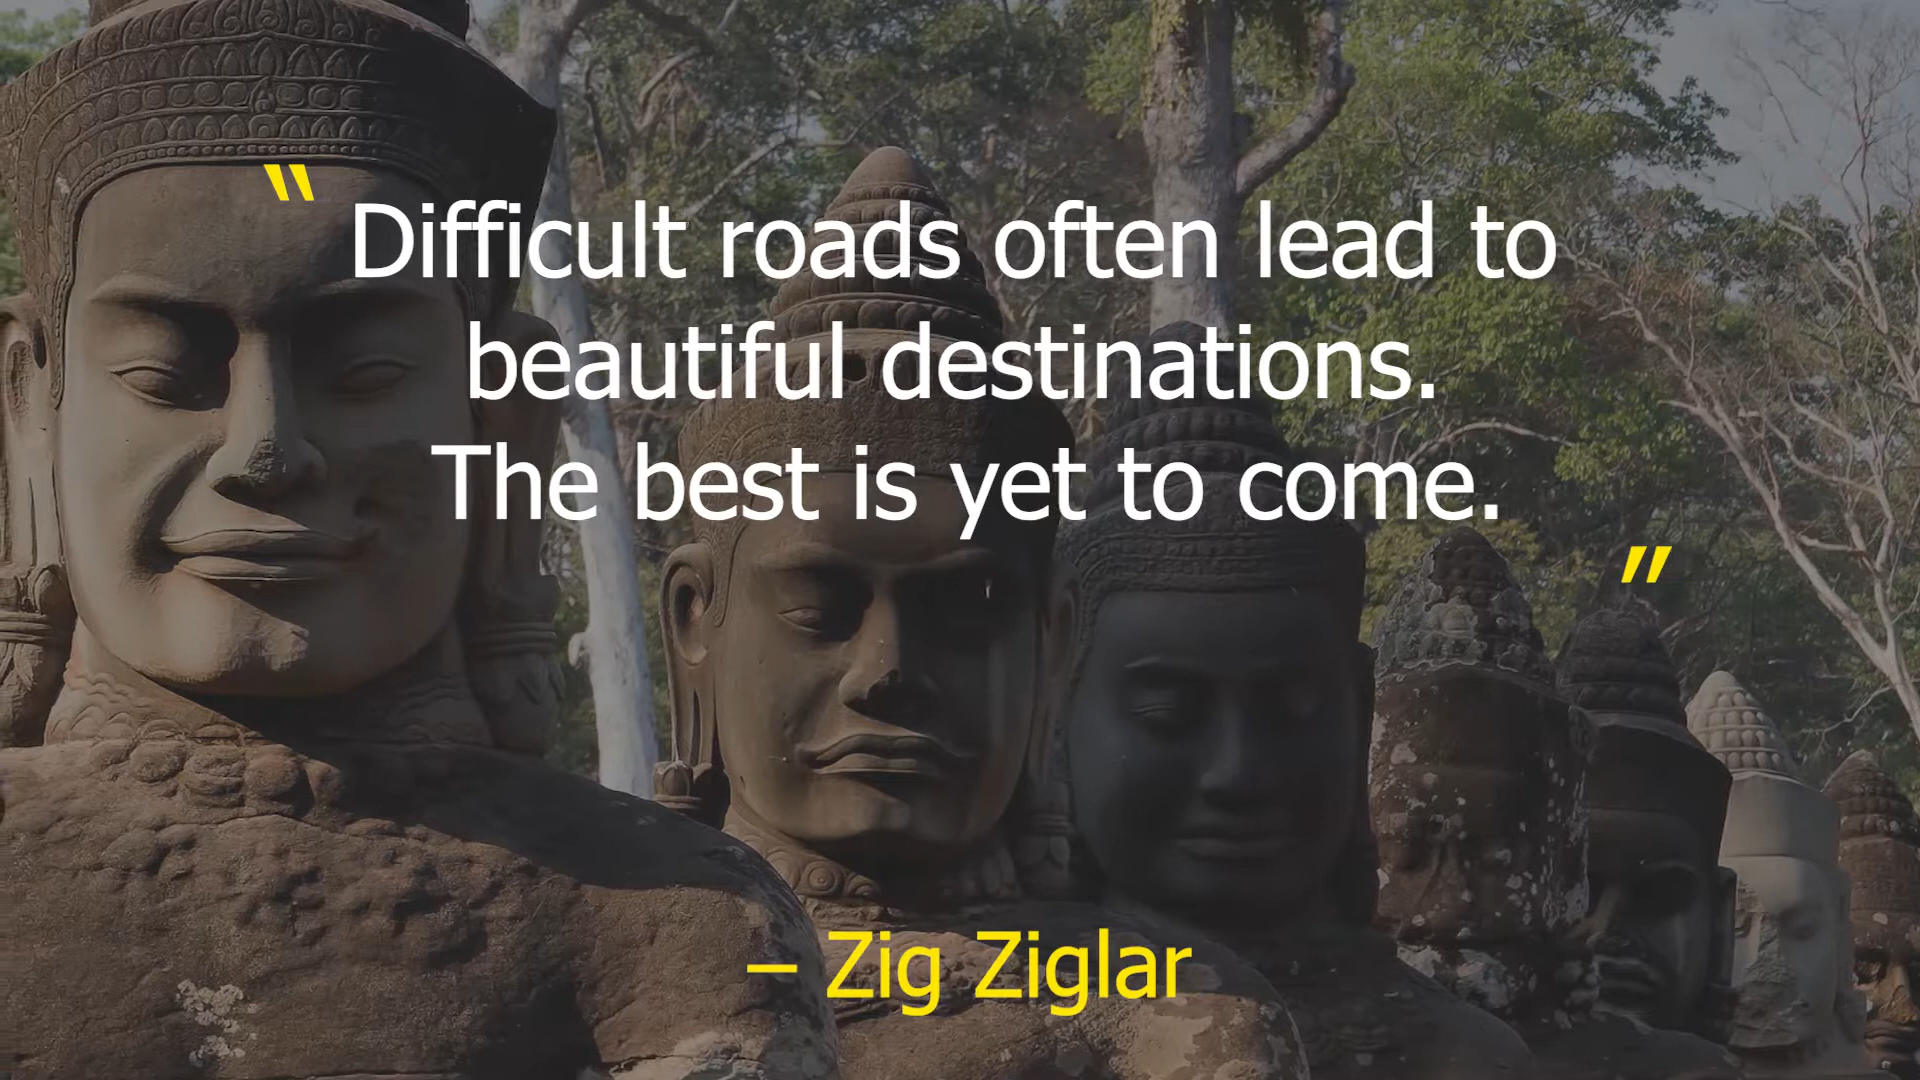 “ Difficult roads often lead to
beautiful destinations.
The best is yet to come. ”
– Zig Ziglar